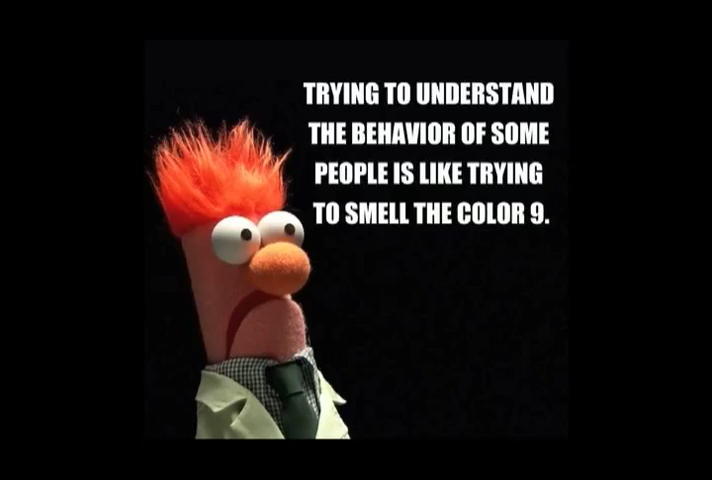 TRYING TO UNDERSTAND
THE BEHAVIOR OF SOME
PEOPLE IS LIKE TRYING
TO SMELL THE COLOR 9.